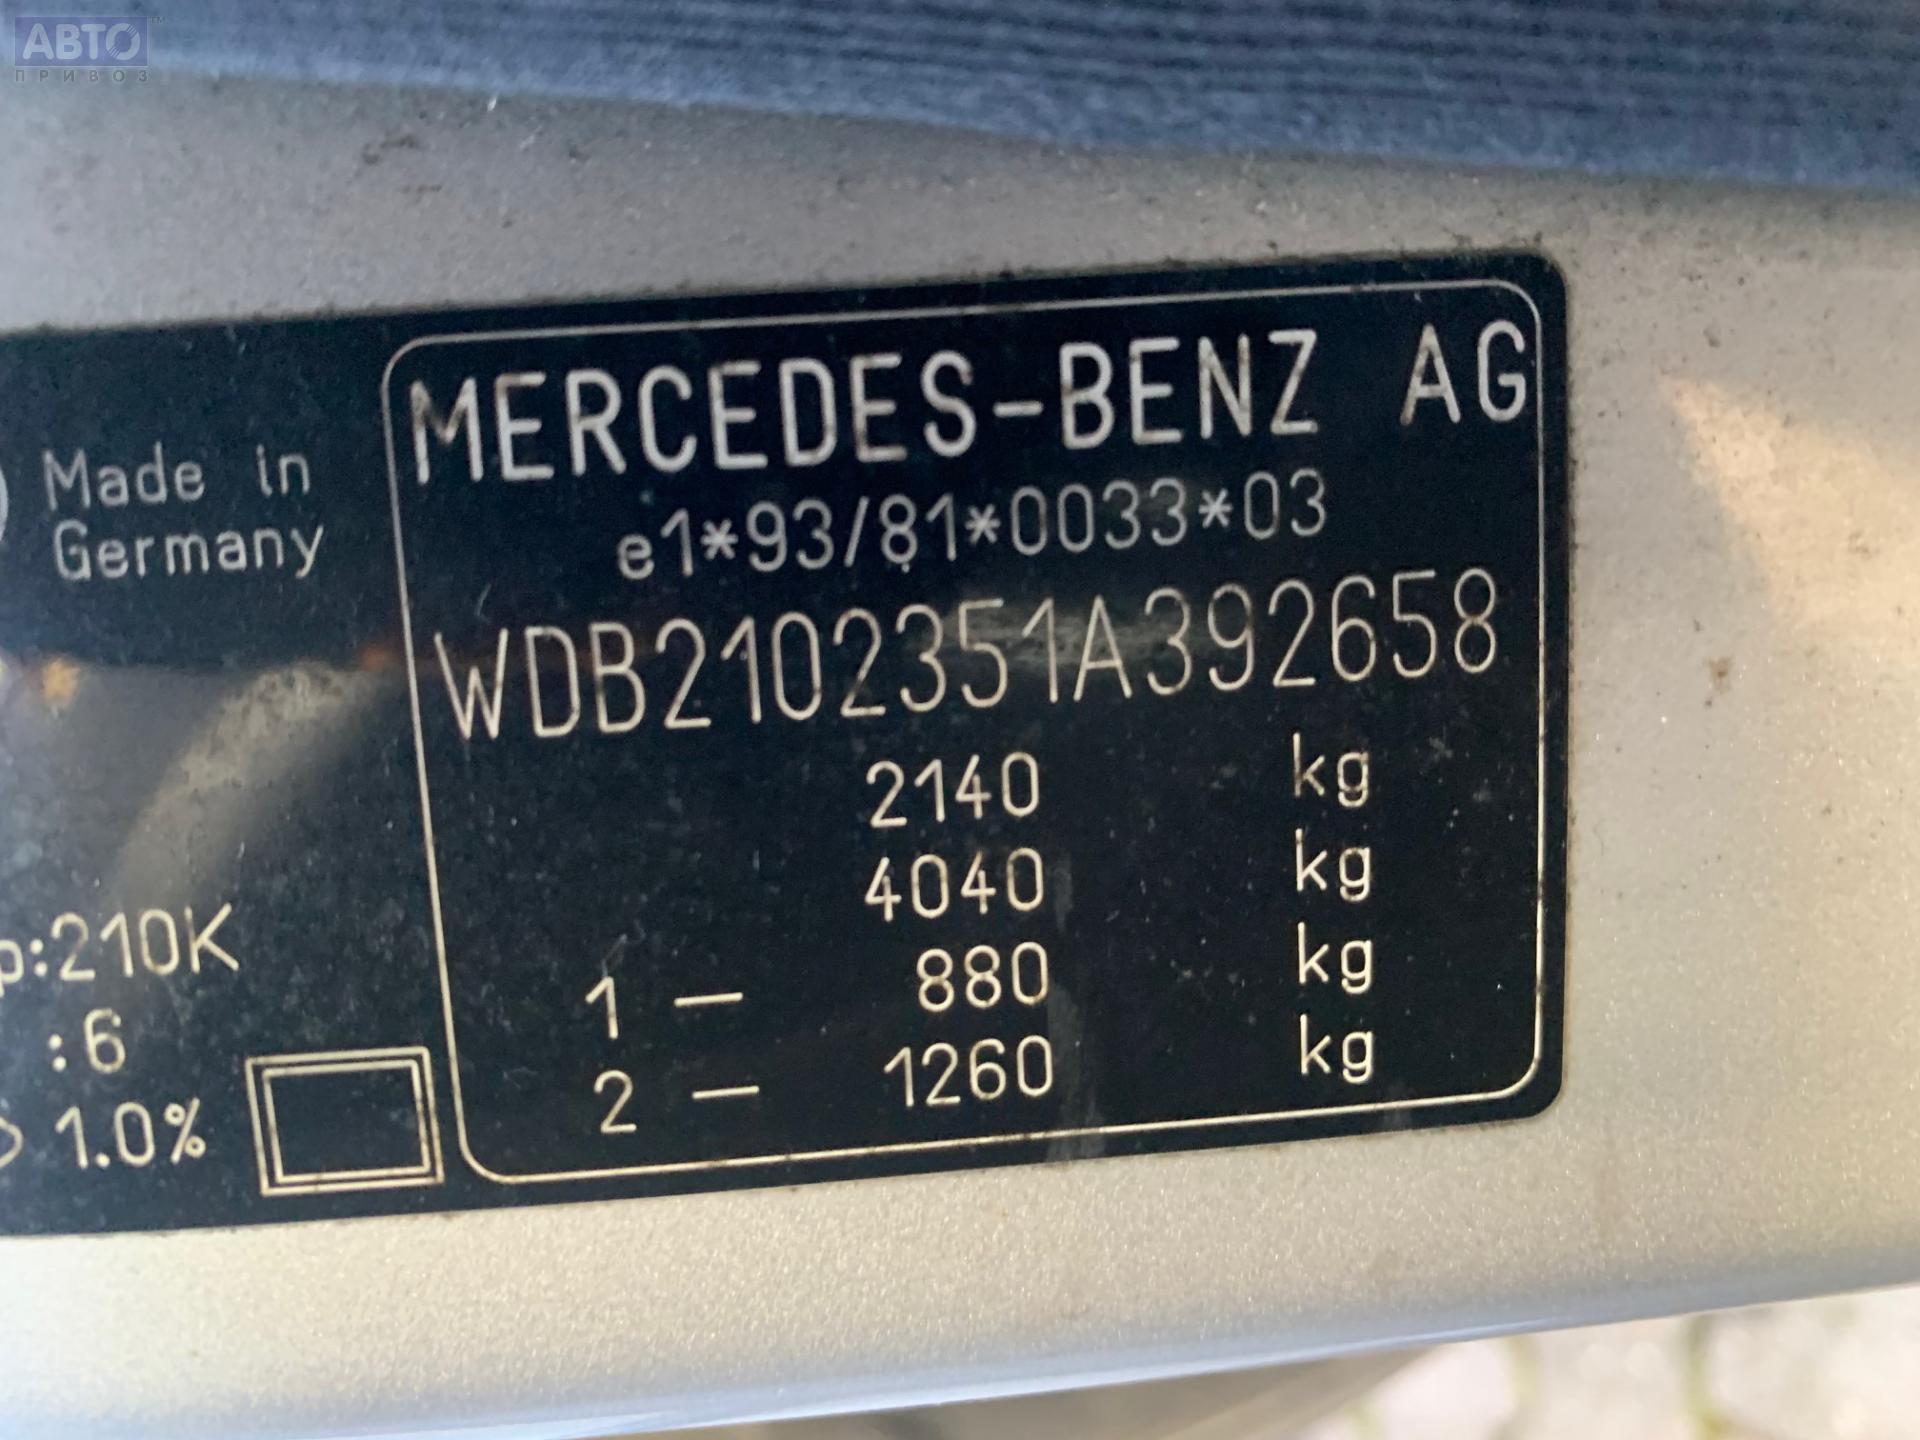 АВТО™
ПРИВОЗ
Made in
Germany
p:210K
:6
1.0%
MERCEDES-BENZ AG
e1*93/81*0033*03
WDB2102351A392658
2140 kg
4040 kg
1 – 880 kg
2 – 1260 kg